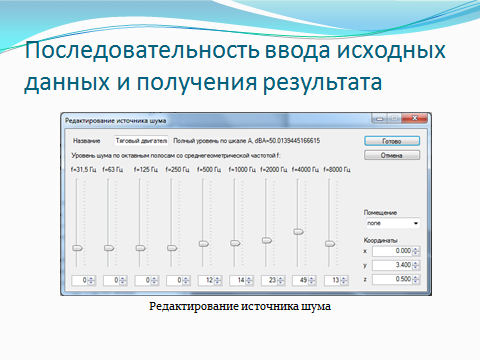 Последовательность ввода исходных
данных и получения результата
Редактирование источника шума
Название Тяговый двигател Полный уровень по шкале А, dBA=50.0139445166615 Готово
Уровень шума по октавным полосам со среднегеометрической частотой f: Отмена
f=31,5 Гц f=63 Гц f=125 Гц f=250 Гц f=500 Гц f=1000 Гц f=2000 Гц f=4000 Гц f=8000 Гц
Помещение
none
Координаты
x 0.000
y 3.400
z 0.500
0 0 0 0 12 14 23 49 13
Редактирование источника шума